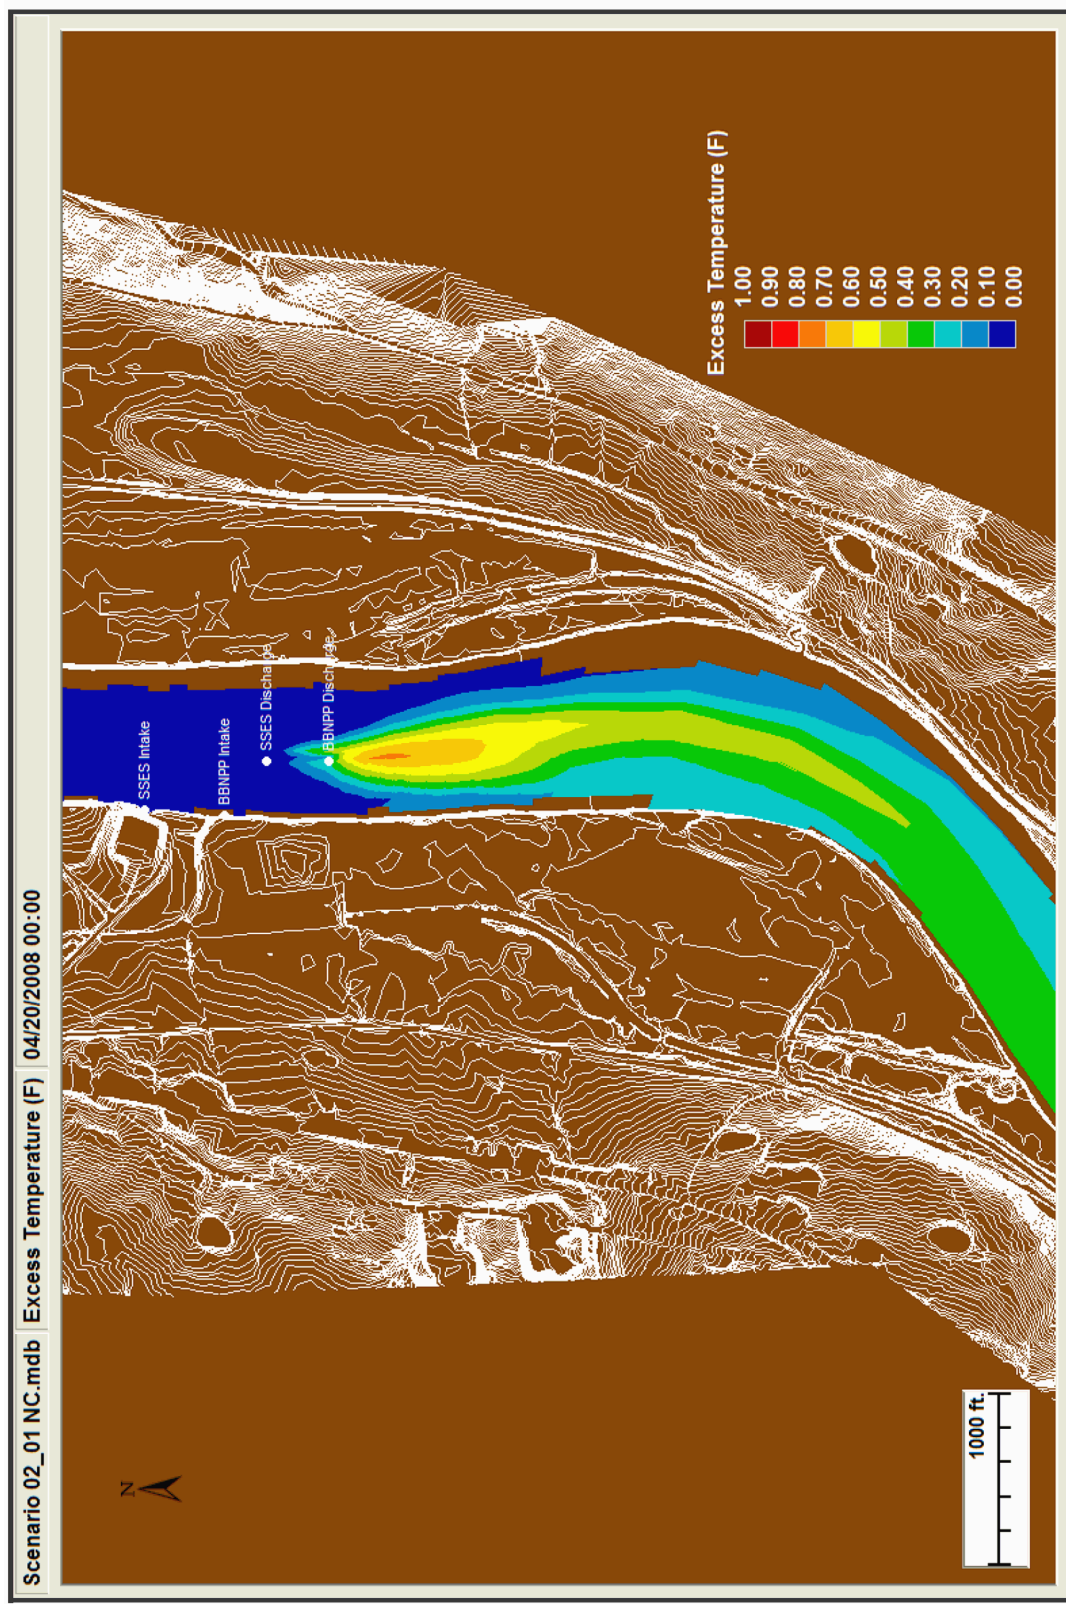 Scenario 02_01 NC.mdb
Excess Temperature (F)
04/20/2008 00:00
N
SSES Intake
BBNPP Intake
SSES Discharge
BBNPP Discharge
Excess Temperature (F)
1.00
0.90
0.80
0.70
0.60
0.50
0.40
0.30
0.20
0.10
0.00
1000 ft.